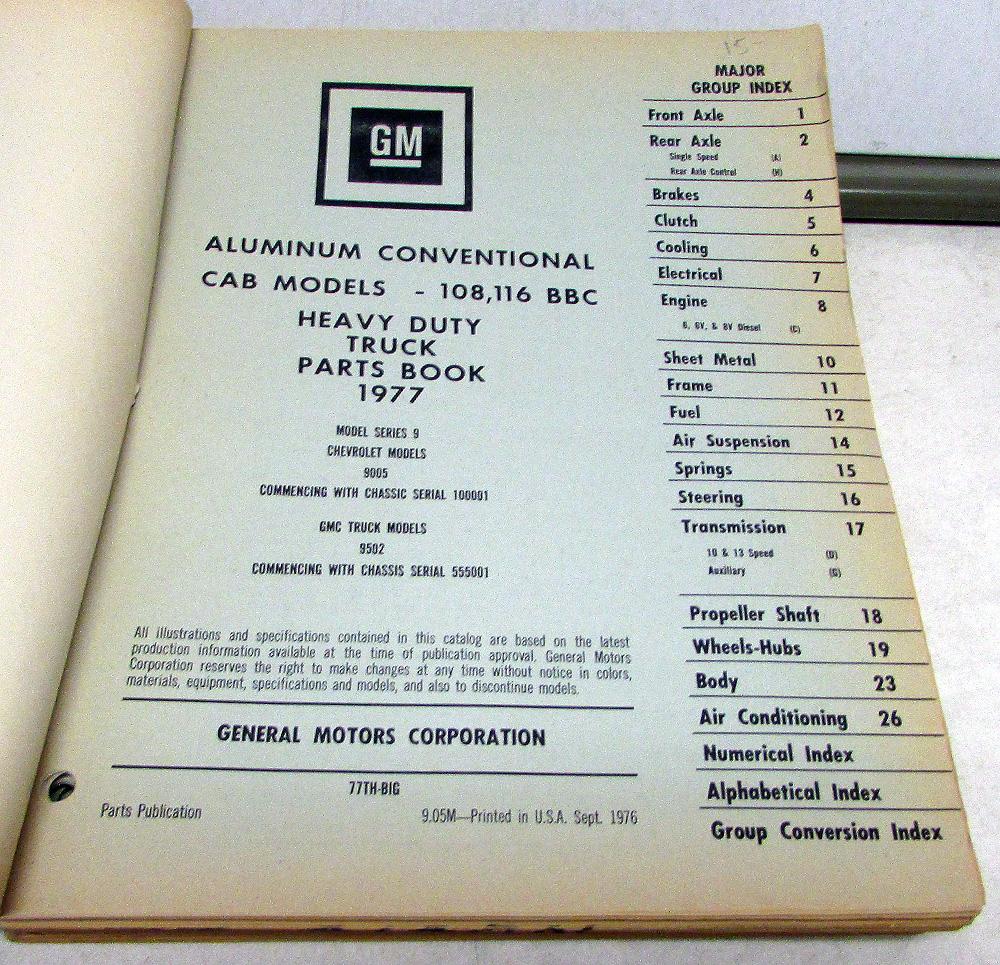 15-
GM
ALUMINUM CONVENTIONAL
CAB MODELS - 108,116 BBC
HEAVY DUTY
TRUCK
PARTS BOOK
1977
MODEL SERIES 9
CHEVROLET MODELS
9005
COMMENCING WITH CHASSIC SERIAL 100001
GMC TRUCK MODELS
9502
COMMENCING WITH CHASSIS SERIAL 555001
All illustrations and specifications contained in this catalog are based on the latest
production information available at the time of publication approval. General Motors
Corporation reserves the right to make changes at any time without notice in colors,
materials, equipment, specifications and models, and also to discontinue models.
GENERAL MOTORS CORPORATION
77TH-BIG
Parts Publication 9.05M—Printed in U.S.A. Sept. 1976
MAJOR
GROUP INDEX
Front Axle 1
Rear Axle 2
Single Speed (A)
Rear Axle Control (H)
Brakes 4
Clutch 5
Cooling 6
Electrical 7
Engine 8
6, 6V, & 8V Diesel (C)
Sheet Metal 10
Frame 11
Fuel 12
Air Suspension 14
Springs 15
Steering 16
Transmission 17
10 & 13 Speed (D)
Auxiliary (G)
Propeller Shaft 18
Wheels-Hubs 19
Body 23
Air Conditioning 26
Numerical Index
Alphabetical Index
Group Conversion Index